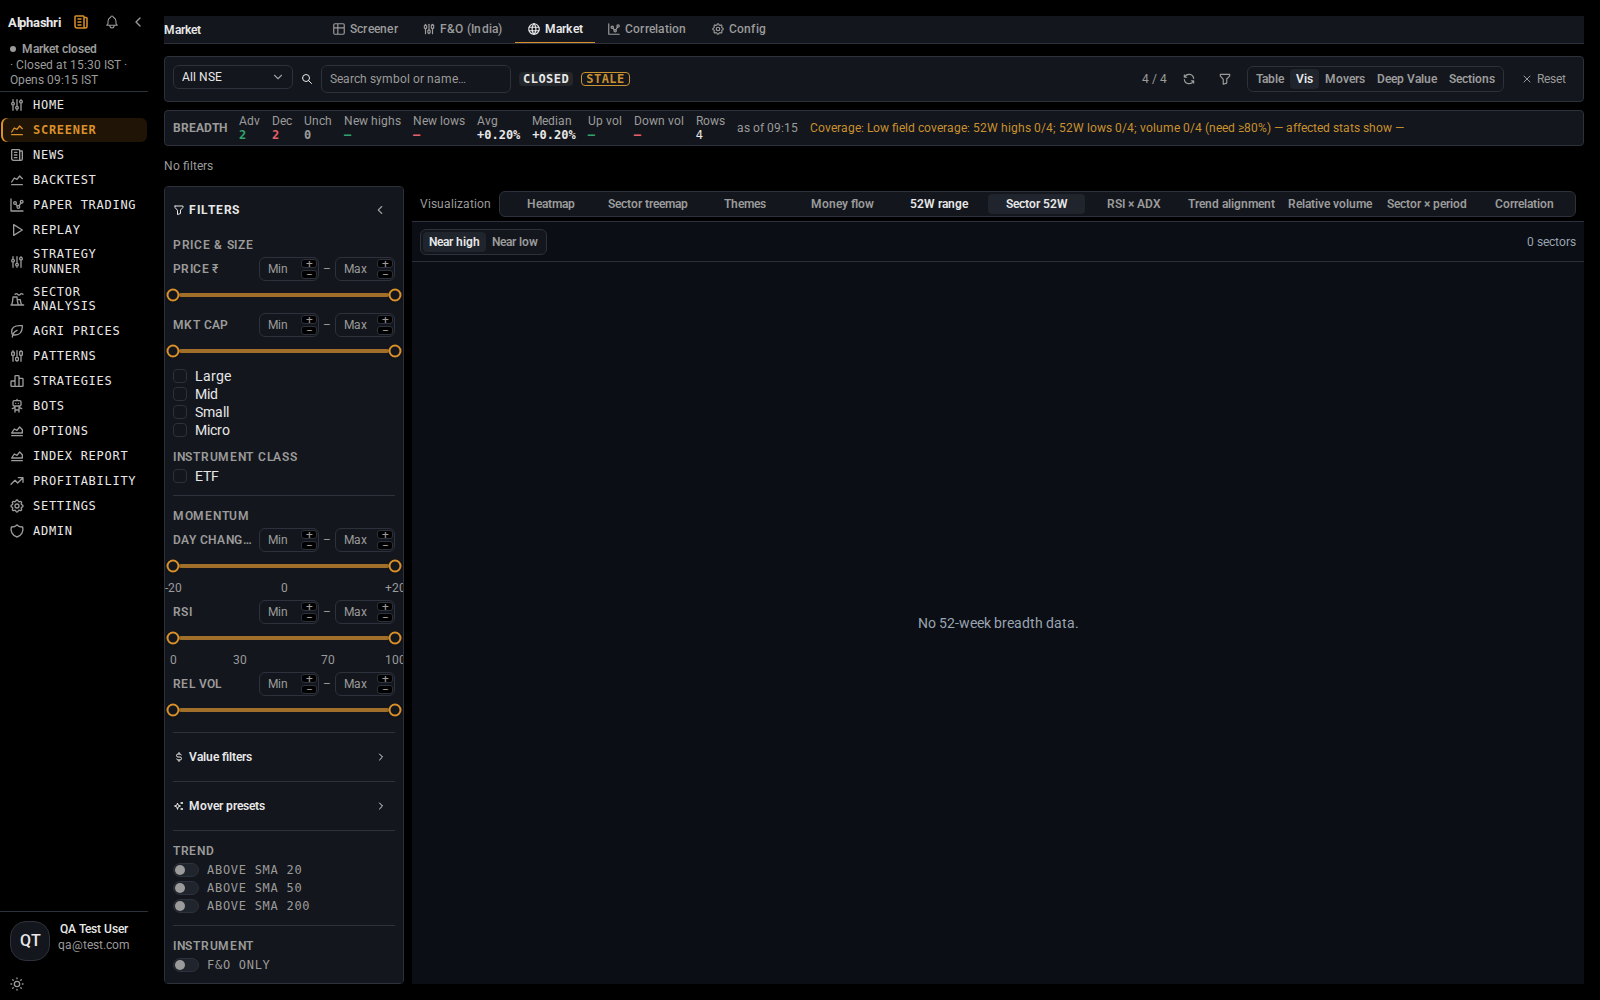 Alphashri
Market closed
· Closed at 15:30 IST ·
Opens 09:15 IST
HOME
SCREENER
NEWS
BACKTEST
PAPER TRADING
REPLAY
STRATEGY
RUNNER
SECTOR
ANALYSIS
AGRI PRICES
PATTERNS
STRATEGIES
BOTS
OPTIONS
INDEX REPORT
PROFITABILITY
SETTINGS
ADMIN
QT
QA Test User
qa@test.com
Market
Screener F&O (India) Market Correlation Config
All NSE Search symbol or name... CLOSED STALE 4 / 4 Table Vis Movers Deep Value Sections Reset
BREADTH Adv Dec Unch New highs New lows Avg Median Up vol Down vol Rows as of 09:15 Coverage: Low field coverage: 52W highs 0/4; 52W lows 0/4; volume 0/4 (need ≥80%) — affected stats show —
2 2 0 — — +0.20% +0.20% — — 4
No filters
FILTERS
PRICE & SIZE
PRICE ₹ Min + − – Max + −
MKT CAP Min + − – Max + −
Large
Mid
Small
Micro
INSTRUMENT CLASS
ETF
MOMENTUM
DAY CHANG... Min + − – Max + −
-20 0 +20
RSI Min + − – Max + −
0 30 70 100
REL VOL Min + − – Max + −
Value filters
Mover presets
TREND
ABOVE SMA 20
ABOVE SMA 50
ABOVE SMA 200
INSTRUMENT
F&O ONLY
Visualization Heatmap Sector treemap Themes Money flow 52W range Sector 52W RSI × ADX Trend alignment Relative volume Sector × period Correlation
Near high Near low 0 sectors
No 52-week breadth data.